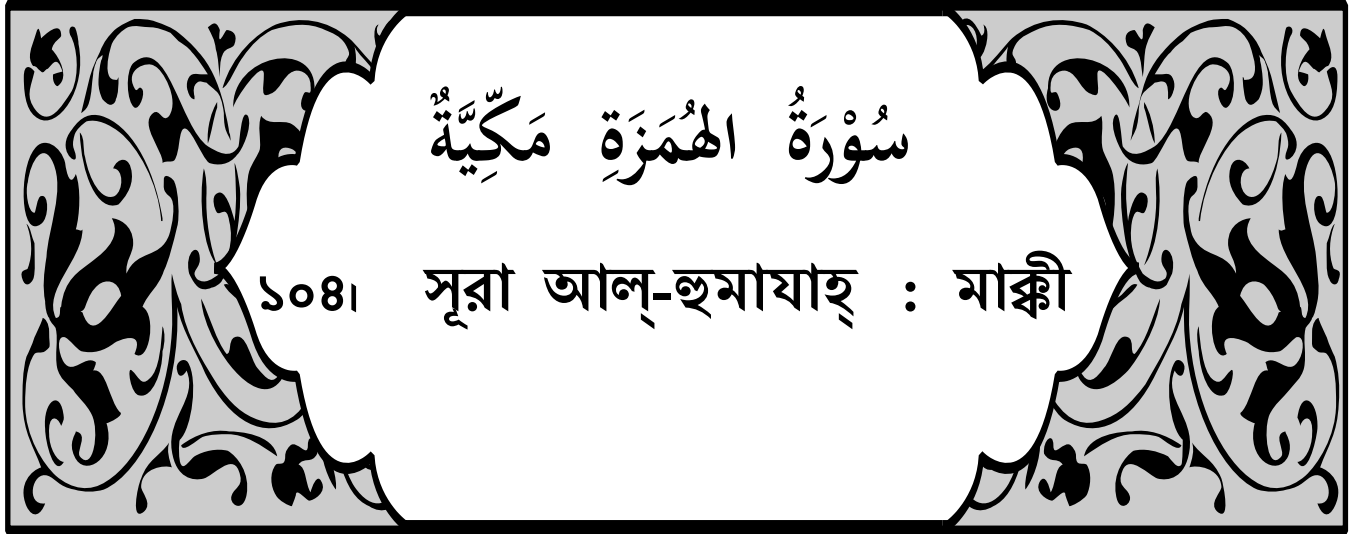 سُوْرَةُ الهُمَزَةِ مَكِّيَّةٌ
১০৪। সূরা আল্-হুমাযাহ্ : মাক্কী